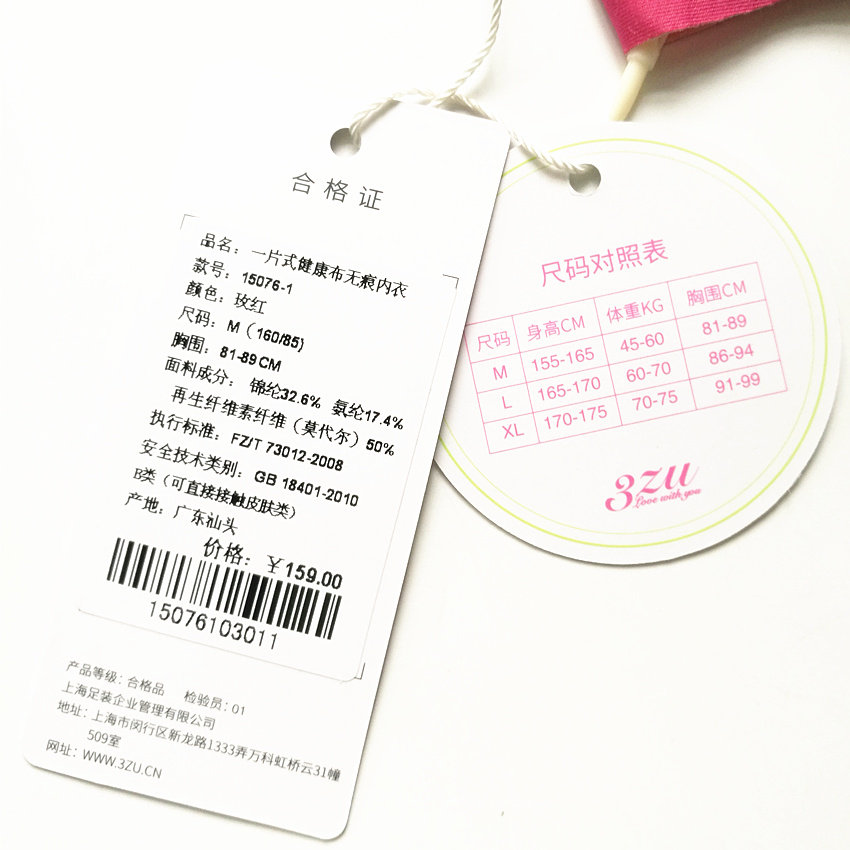 合格证
品名：一片式健康布无痕内衣
款号：15076-1
颜色：玫红
尺码：M（160/85)
胸围：81-89CM
面料成分：锦纶32.6% 氨纶17.4%
再生纤维素纤维（莫代尔）50%
执行标准：FZ/T 73012-2008
安全技术类别：GB 18401-2010
B类（可直接接触皮肤类）
产地：广东汕头
价格：￥159.00
15076103011
产品等级：合格品 检验员：01
上海足装企业管理有限公司
地址：上海市闵行区新龙路1333弄万科虹桥云31幢
509室
网址：WWW.3ZU.CN
尺码对照表
尺码 身高CM 体重KG 胸围CM
M 155-165 45-60 81-89
L 165-170 60-70 86-94
XL 170-175 70-75 91-99
3zu
Love with you